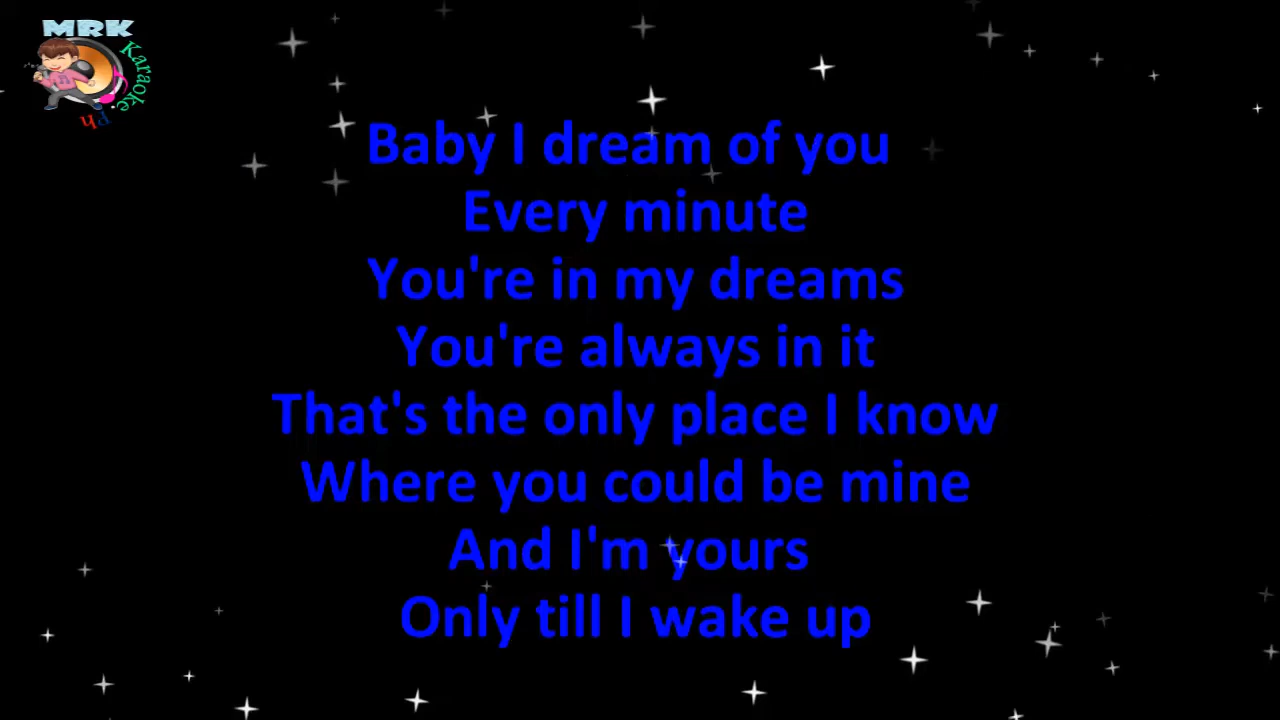 MRK
Karaoke.ph
Baby I dream of you
Every minute
You're in my dreams
You're always in it
That's the only place I know
Where you could be mine
And I'm yours
Only till I wake up